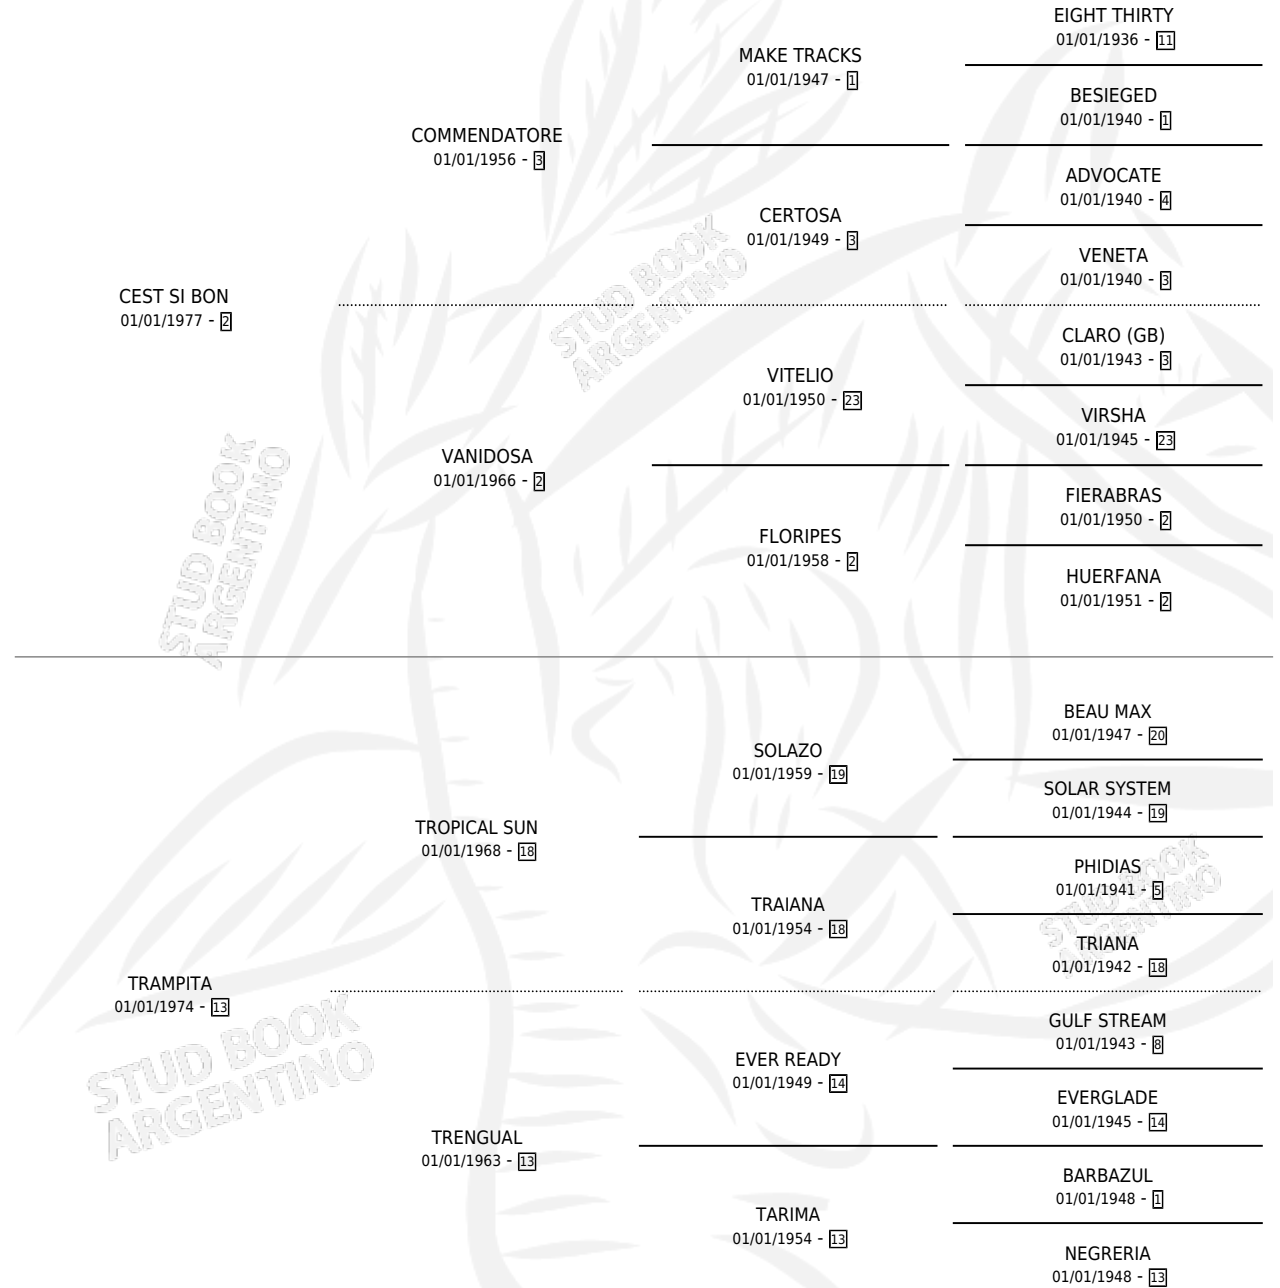 EIGHT THIRTY
01/01/1936 - 11
MAKE TRACKS
01/01/1947 - 1
BESIEGED
01/01/1940 - 1
COMMENDATORE
01/01/1956 - 3
ADVOCATE
01/01/1940 - 4
CERTOSA
01/01/1949 - 3
VENETA
01/01/1940 - 3
CEST SI BON
01/01/1977 - 2
STUD BOOK
ARGENTINO
CLARO (GB)
01/01/1943 - 3
VITELIO
01/01/1950 - 23
VIRSHA
01/01/1945 - 23
VANIDOSA
01/01/1966 - 2
FIERABRAS
01/01/1950 - 2
FLORIPES
01/01/1958 - 2
HUERFANA
01/01/1951 - 2
STUD BOOK
ARGENTINO
BEAU MAX
01/01/1947 - 20
SOLAZO
01/01/1959 - 19
SOLAR SYSTEM
01/01/1944 - 19
TROPICAL SUN
01/01/1968 - 18
PHIDIAS
01/01/1941 - 5
TRAIANA
01/01/1954 - 18
STUD BOOK
ARGENTINO
TRIANA
01/01/1942 - 18
TRAMPITA
01/01/1974 - 13
STUD BOOK
ARGENTINO
GULF STREAM
01/01/1943 - 8
EVER READY
01/01/1949 - 14
EVERGLADE
01/01/1945 - 14
TRENGUAL
01/01/1963 - 13
BARBAZUL
01/01/1948 - 1
TARIMA
01/01/1954 - 13
NEGRERIA
01/01/1948 - 13